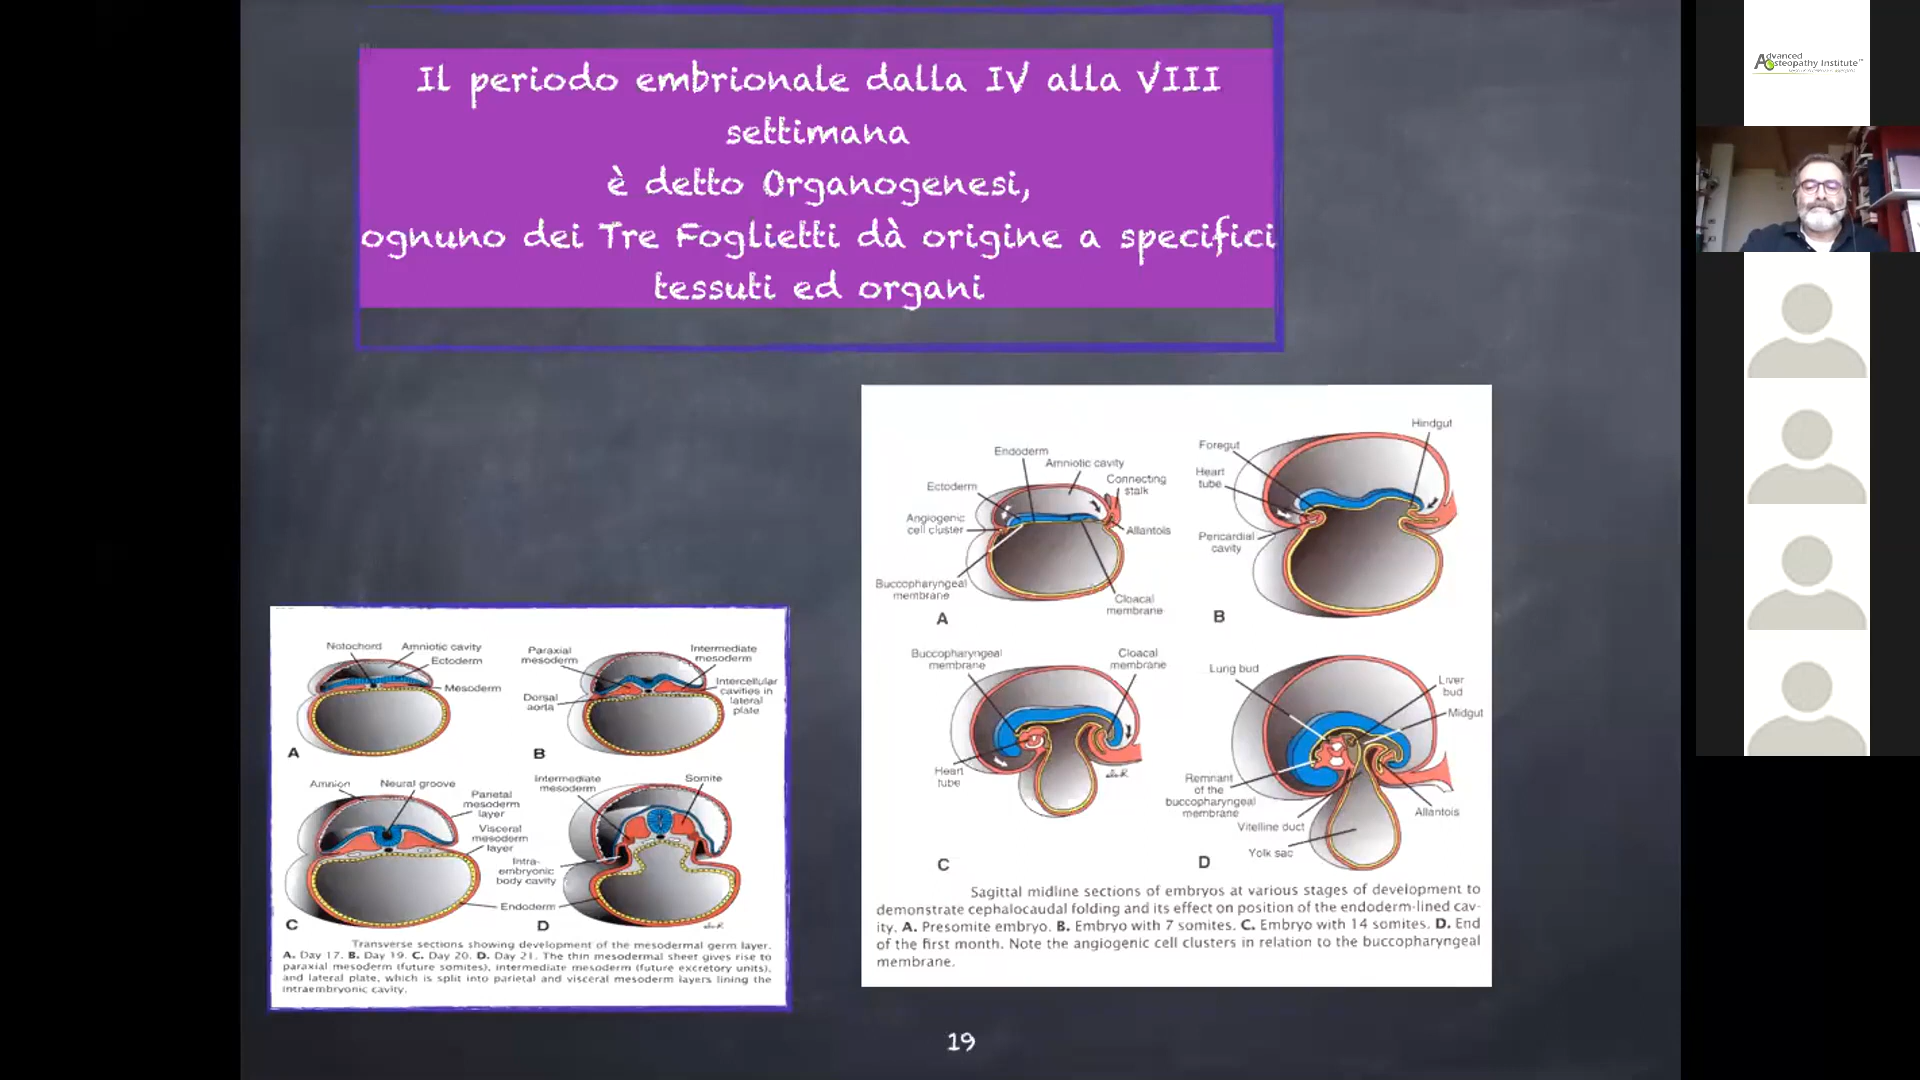 Il periodo embrionale dalla IV alla VIII
settimana
è detto Organogenesi,
ognuno dei Tre Foglietti dà origine a specifici
tessuti ed organi
Advanced
Osteopathy Institute™
Endoderm
Amniotic cavity
Connecting
stalk
Ectoderm
Angiogenic
cell cluster
Allantois
Buccopharyngeal
membrane
Cloacal
membrane
A
Hindgut
Foregut
Heart
tube
Pericardial
cavity
B
Buccopharyngeal
membrane
Cloacal
membrane
Heart
tube
C
Lung bud
Liver
bud
Midgut
Remnant
of the
buccopharyngeal
membrane
Allantois
Vitelline duct
Yolk sac
D
Sagittal midline sections of embryos at various stages of development to
demonstrate cephalocaudal folding and its effect on position of the endoderm-lined cav-
ity. A. Presomite embryo. B. Embryo with 7 somites. C. Embryo with 14 somites. D. End
of the first month. Note the angiogenic cell clusters in relation to the buccopharyngeal
membrane.
Notochord
Amniotic cavity
Ectoderm
Mesoderm
A
Paraxial
mesoderm
Intermediate
mesoderm
Dorsal
aorta
Intercellular
cavities in
lateral
plate
B
Amnion
Neural groove
Parietal
mesoderm
layer
Visceral
mesoderm
layer
C
Intermediate
mesoderm
Somite
Intra-
embryonic
body cavity
Endoderm
D
Transverse sections showing development of the mesodermal germ layer.
A. Day 17. B. Day 19. C. Day 20. D. Day 21. The thin mesodermal sheet gives rise to
paraxial mesoderm (future somites), intermediate mesoderm (future excretory units),
and lateral plate, which is split into parietal and visceral mesoderm layers lining the
intraembryonic cavity.
19